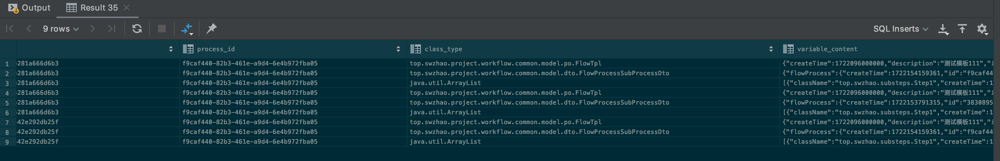 Output Result 35
9 rows SQL Inserts
process_id class_type variable_content
1 281a666d6b3 f9caf440-82b3-461e-a9d4-6e4b972fba05 top.swzhao.project.workflow.common.model.po.FlowTpl {"createTime":1722096000000,"description":"测试模板111","i
2 281a666d6b3 f9caf440-82b3-461e-a9d4-6e4b972fba05 top.swzhao.project.workflow.common.model.dto.FlowProcessSubProcessDto {"flowProcess":{"createTime":1722154159361,"id":"f9caf44
3 281a666d6b3 f9caf440-82b3-461e-a9d4-6e4b972fba05 java.util.ArrayList [{"className":"top.swzhao.substeps.Step1","createTime":1
4 281a666d6b3 f9caf440-82b3-461e-a9d4-6e4b972fba05 top.swzhao.project.workflow.common.model.po.FlowTpl {"createTime":1722096000000,"description":"测试模板111","i
5 281a666d6b3 f9caf440-82b3-461e-a9d4-6e4b972fba05 top.swzhao.project.workflow.common.model.dto.FlowProcessSubProcessDto {"flowProcess":{"createTime":1722153791315,"id":"3830895
6 281a666d6b3 f9caf440-82b3-461e-a9d4-6e4b972fba05 java.util.ArrayList [{"className":"top.swzhao.substeps.Step1","createTime":1
7 42e292db25f f9caf440-82b3-461e-a9d4-6e4b972fba05 top.swzhao.project.workflow.common.model.po.FlowTpl {"createTime":1722096000000,"description":"测试模板111","i
8 42e292db25f f9caf440-82b3-461e-a9d4-6e4b972fba05 top.swzhao.project.workflow.common.model.dto.FlowProcessSubProcessDto {"flowProcess":{"createTime":1722154159361,"id":"f9caf44
9 42e292db25f f9caf440-82b3-461e-a9d4-6e4b972fba05 java.util.ArrayList [{"className":"top.swzhao.substeps.Step1","createTime":1